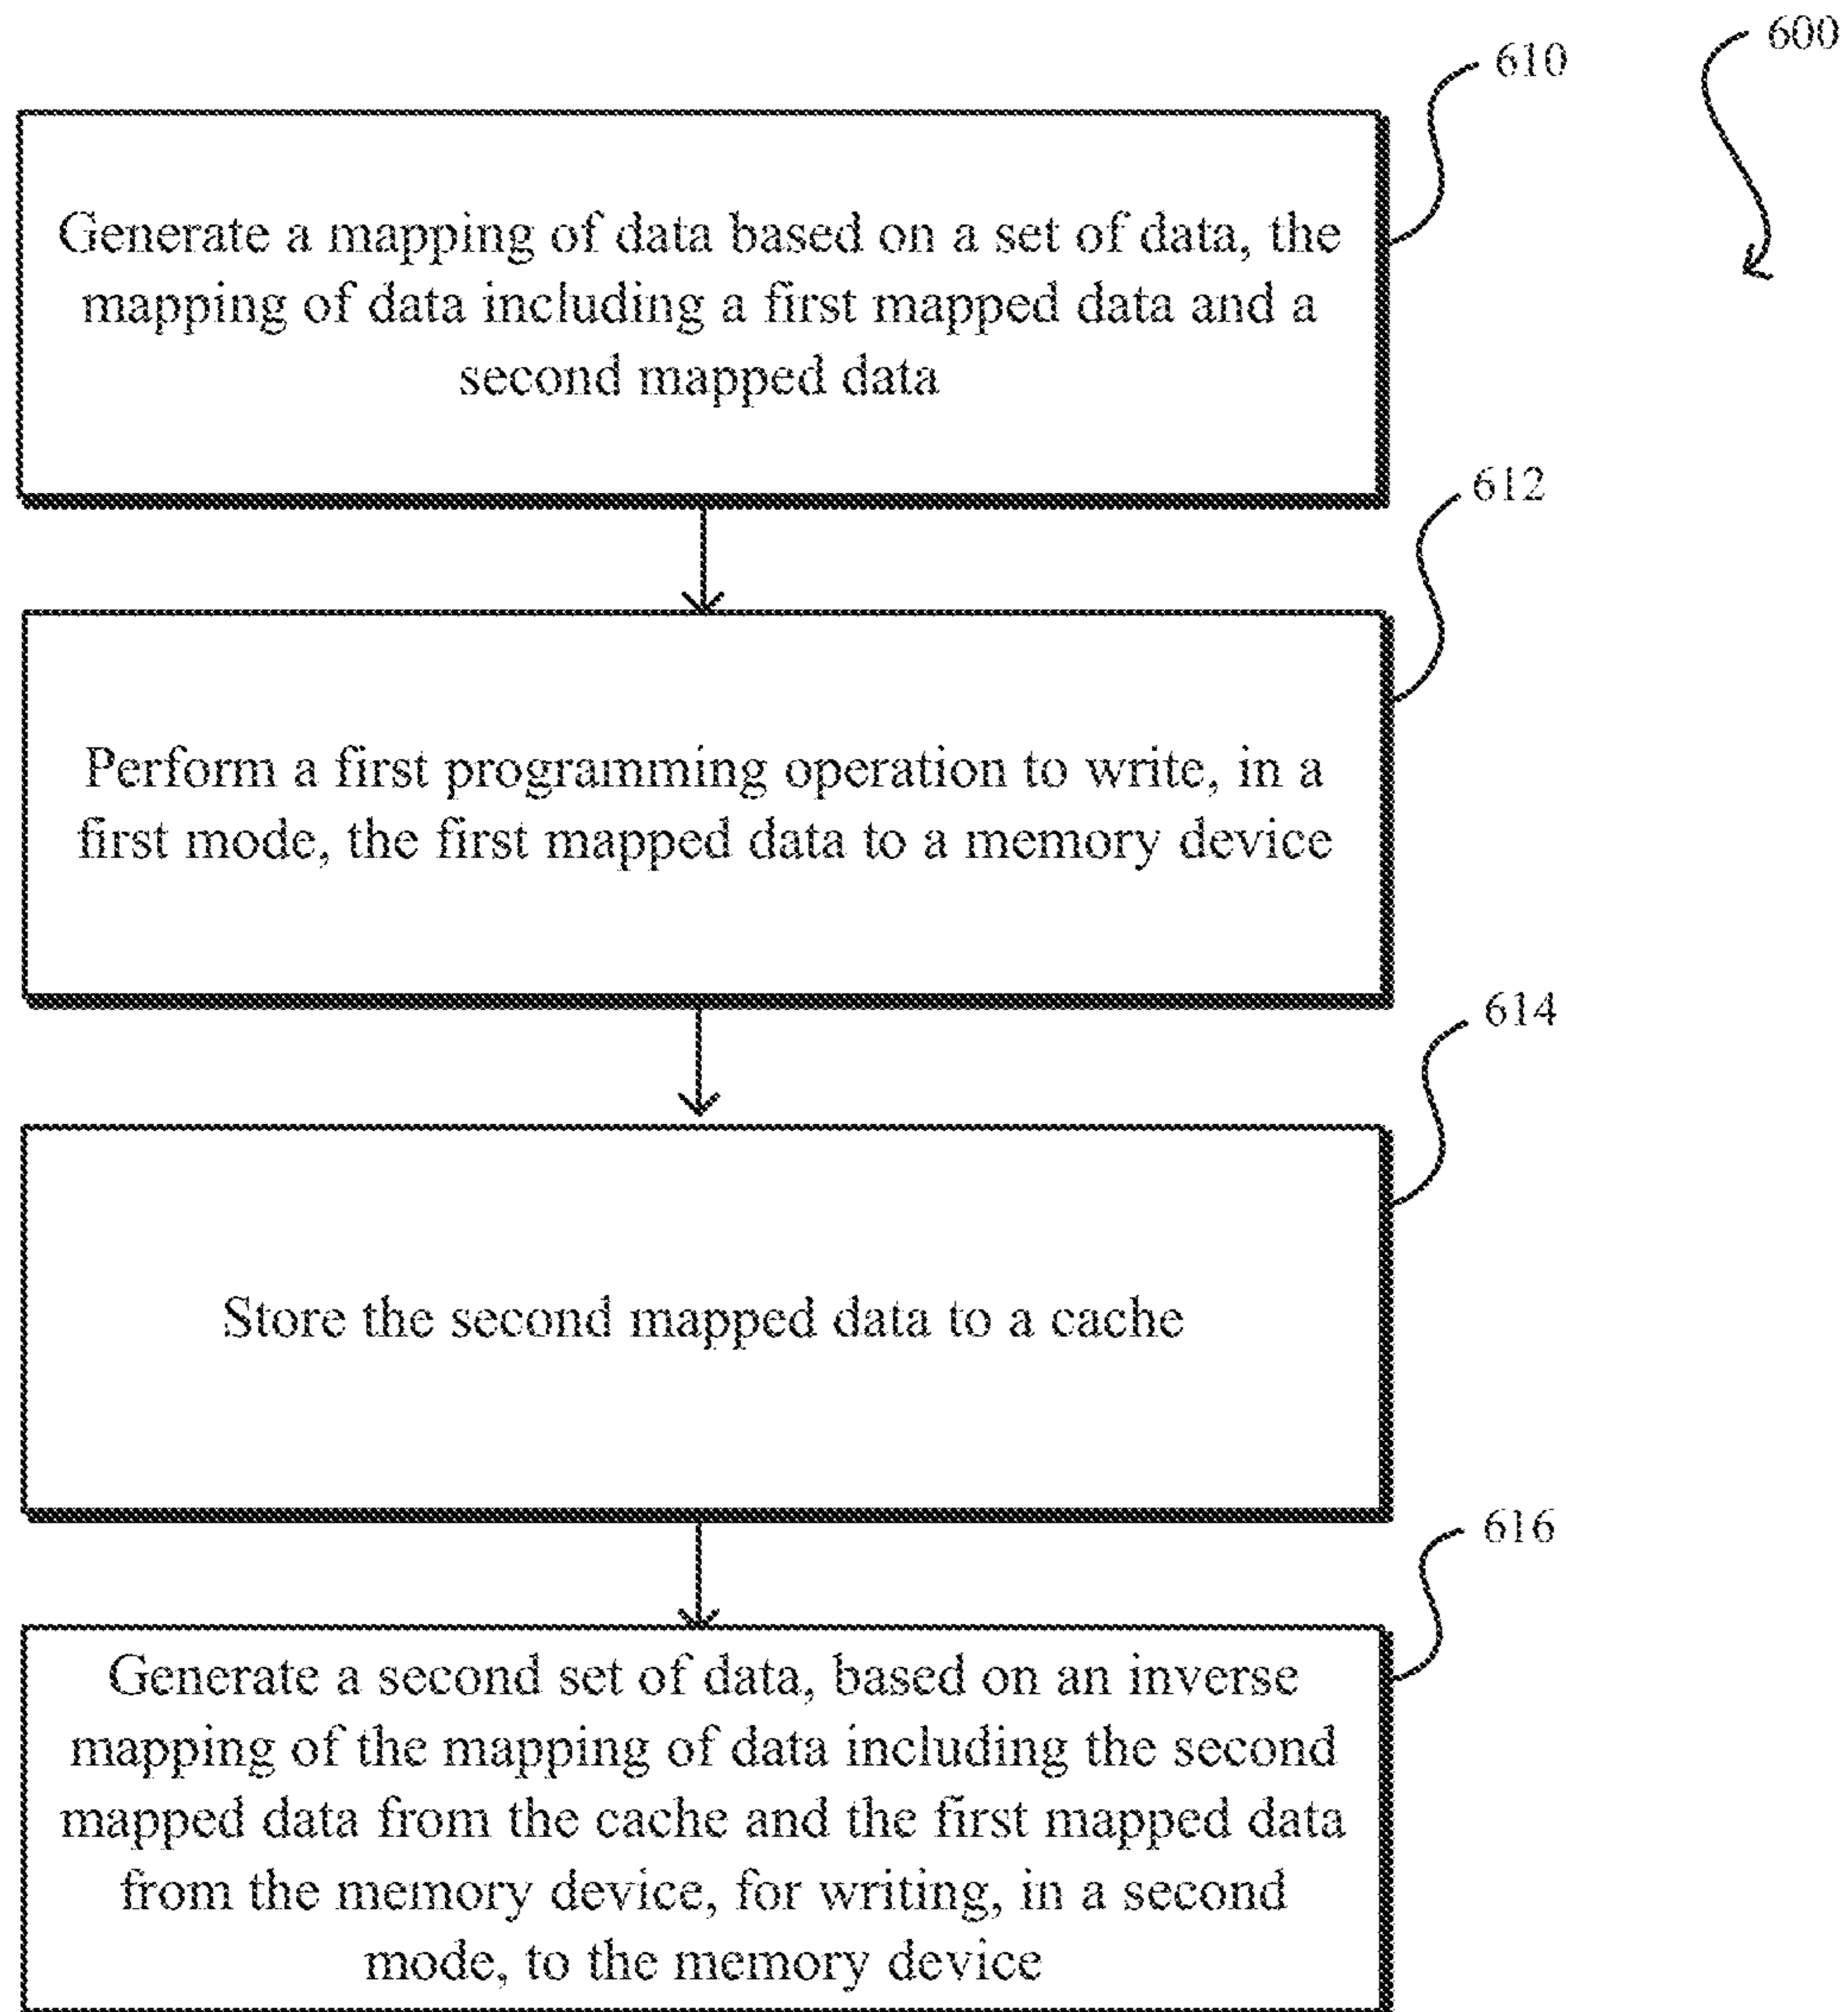 600
610
Generate a mapping of data based on a set of data, the
mapping of data including a first mapped data and a
second mapped data
612
Perform a first programming operation to write, in a
first mode, the first mapped data to a memory device
614
Store the second mapped data to a cache
616
Generate a second set of data, based on an inverse
mapping of the mapping of data including the second
mapped data from the cache and the first mapped data
from the memory device, for writing, in a second
mode, to the memory device